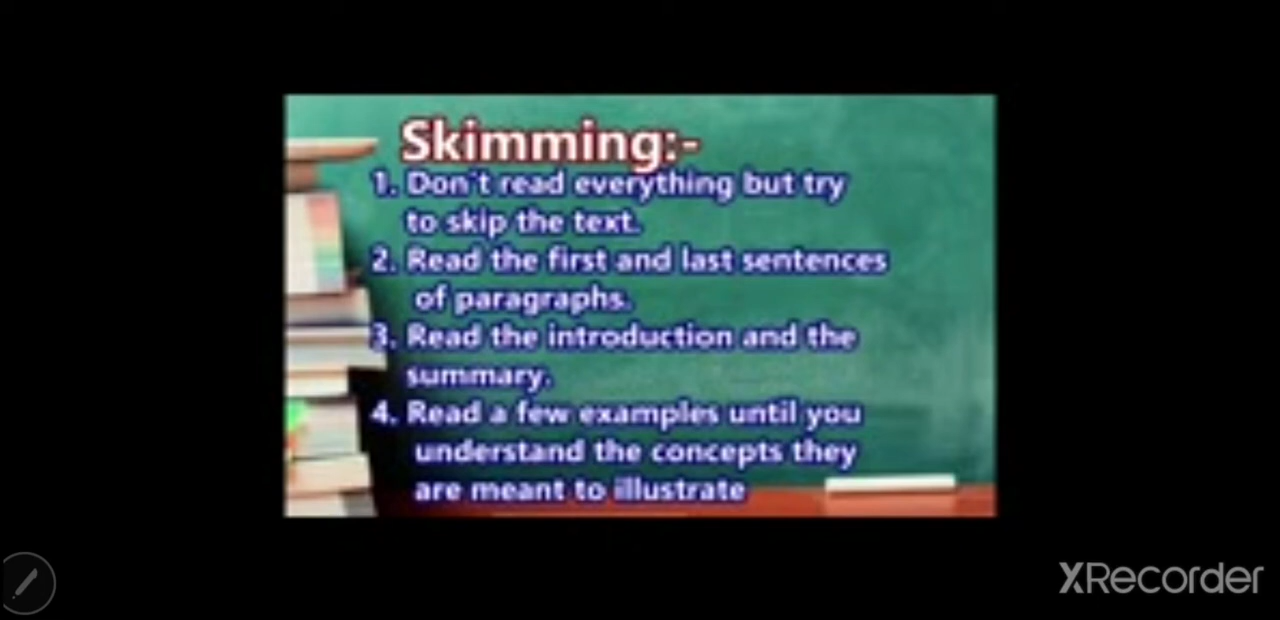 Skimming:-
1. Don't read everything but try
to skip the text.
2. Read the first and last sentences
of paragraphs.
3. Read the introduction and the
summary.
4. Read a few examples until you
understand the concepts they
are meant to illustrate
XRecorder